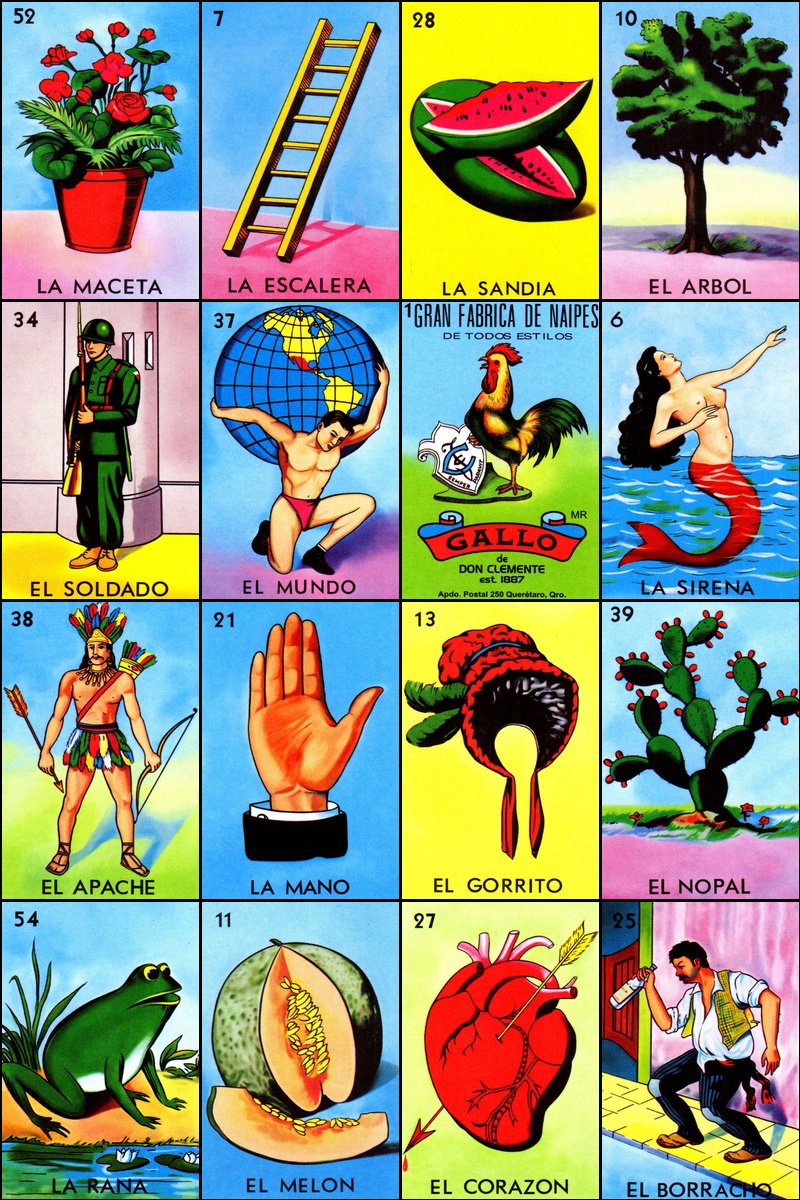 52
LA MACETA
7
LA ESCALERA
28
LA SANDIA
10
EL ARBOL
34
EL SOLDADO
37
EL MUNDO
1 GRAN FABRICA DE NAIPES
DE TODOS ESTILOS
SEMPER
GALLO
MR
de
DON CLEMENTE
est. 1887
Apdo. Postal 250 Querétaro, Qro.
6
LA SIRENA
38
EL APACHE
21
LA MANO
13
EL GORRITO
39
EL NOPAL
54
LA RANA
11
EL MELON
27
EL CORAZON
25
EL BORRACHO